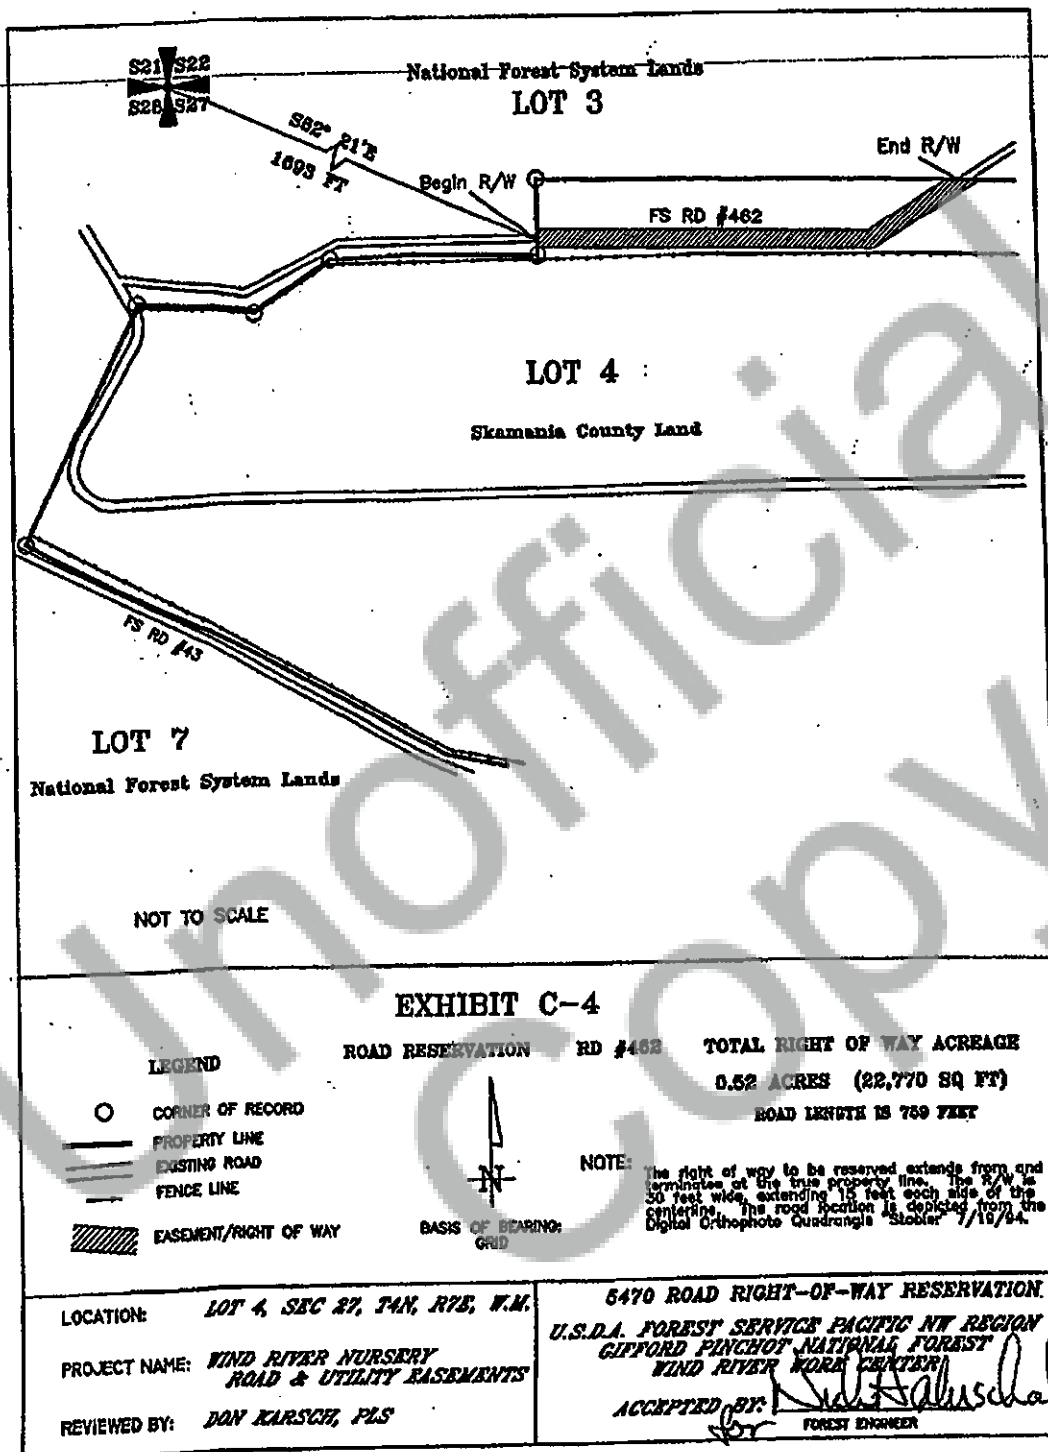 S21 S22
S28 S27
National Forest System Lands
LOT 3
S62° 21'E
1693 FT
Begin R/W
End R/W
FS RD #462
LOT 4
Skamania County Land
FS RD #43
LOT 7
National Forest System Lands
NOT TO SCALE
Unofficial
Copy
EXHIBIT C-4
ROAD RESERVATION RD #462
LEGEND
CORNER OF RECORD
PROPERTY LINE
EXISTING ROAD
FENCE LINE
EASEMENT/RIGHT OF WAY
N
BASIS OF BEARING:
GRID
TOTAL RIGHT OF WAY ACREAGE
0.52 ACRES (22,770 SQ FT)
ROAD LENGTH IS 759 FEET
NOTE:
The right of way to be reserved extends from and
terminates at the true property line. The R/W is
30 feet wide, extending 15 feet each side of the
centerline. The road location is depicted from the
Digital Orthophoto Quadrangle "Stobler" 7/19/94.
LOCATION: LOT 4, SEC 27, T4N, R7E, W.M.
PROJECT NAME: WIND RIVER NURSERY
ROAD & UTILITY EASEMENTS
REVIEWED BY: DON KARSCH, PLS
5470 ROAD RIGHT-OF-WAY RESERVATION
U.S.D.A. FOREST SERVICE PACIFIC NW REGION
GIFFORD PINCHOT NATIONAL FOREST
WIND RIVER WORK CENTER
ACCEPTED BY:
for
FOREST ENGINEER